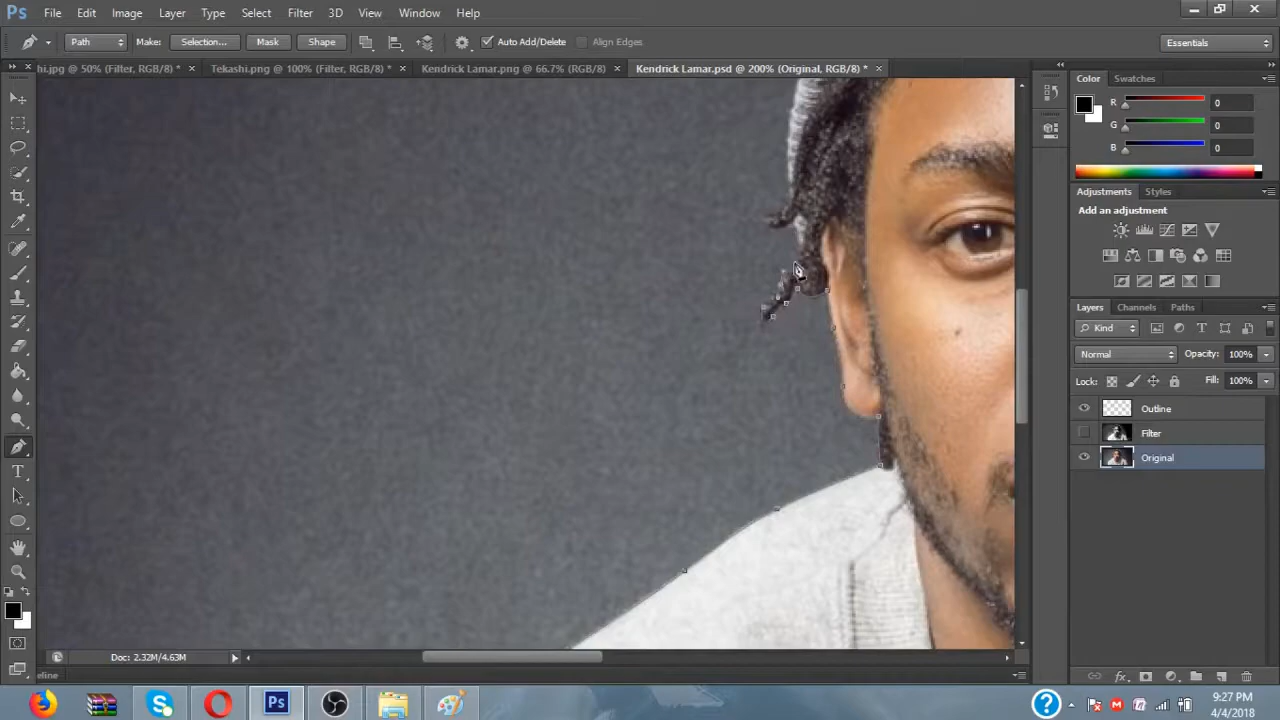 Ps File Edit Image Layer Type Select Filter 3D View Window Help
Path Make: Selection... Mask Shape Auto Add/Delete Align Edges Essentials
hi.jpg @ 50% (Filter, RGB/8) * × Tekashi.png @ 100% (Filter, RGB/8) * × Kendrick Lamar.png @ 66.7% (RGB/8) × Kendrick Lamar.psd @ 200% (Original, RGB/8) * ×
Color Swatches
R 0
G 0
B 0
Adjustments Styles
Add an adjustment
Layers Channels Paths
Kind
Normal Opacity: 100%
Lock: Fill: 100%
Outline
Filter
Original
Doc: 2.32M/4.63M
eline
9:27 PM
4/4/2018